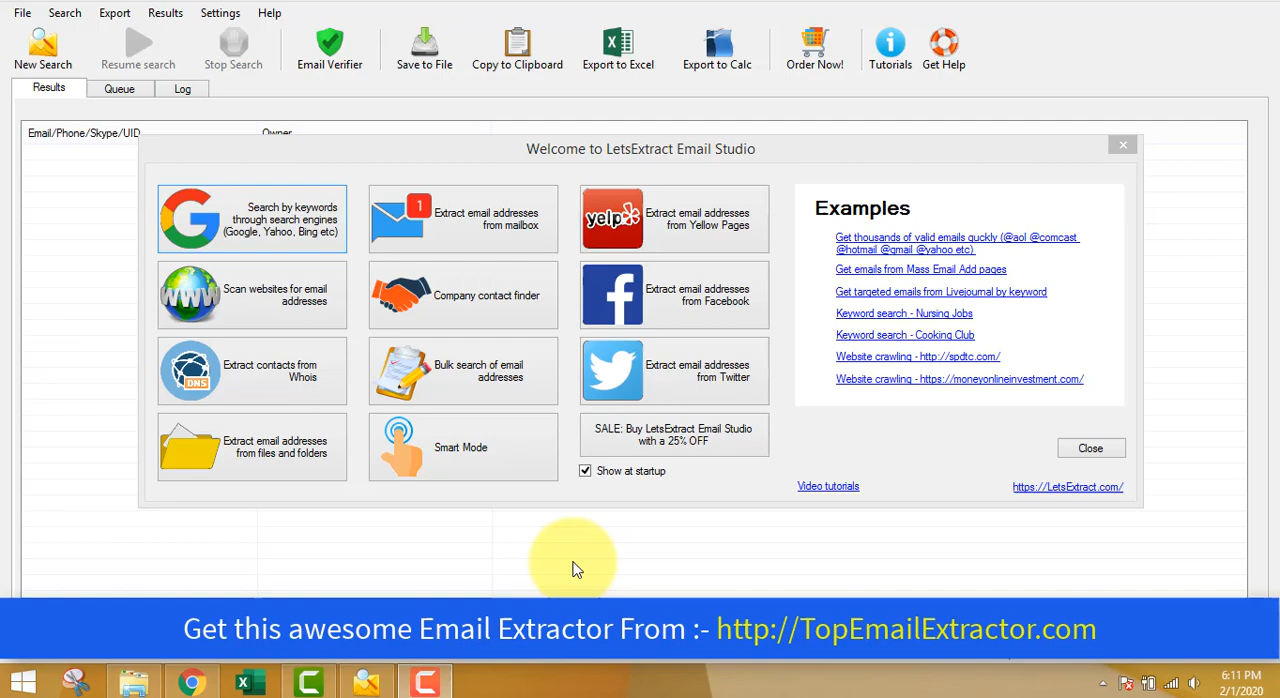 File Search Export Results Settings Help
New Search Resume search Stop Search Email Verifier Save to File Copy to Clipboard Export to Excel Export to Calc Order Now! Tutorials Get Help
Results Queue Log
Email/Phone/Skype/UID Owner
Welcome to LetsExtract Email Studio
Search by keywords
through search engines
(Google, Yahoo, Bing etc)
1
Extract email addresses
from mailbox
yelp
Extract email addresses
from Yellow Pages
WWW
Scan websites for email
addresses
Company contact finder
Extract email addresses
from Facebook
DNS
Extract contacts from
Whois
Bulk search of email
addresses
Extract email addresses
from Twitter
Extract email addresses
from files and folders
Smart Mode
SALE: Buy LetsExtract Email Studio
with a 25% OFF
Show at startup
Examples
Get thousands of valid emails quckly (@aol @comcast
@hotmail @gmail @yahoo etc)
Get emails from Mass Email Add pages
Get targeted emails from Livejournal by keyword
Keyword search - Nursing Jobs
Keyword search - Cooking Club
Website crawling - http://spdtc.com/
Website crawling - https://moneyonlineinvestment.com/
Close
Video tutorials https://LetsExtract.com/
Get this awesome Email Extractor From :- http://TopEmailExtractor.com
6:11 PM
2/1/2020